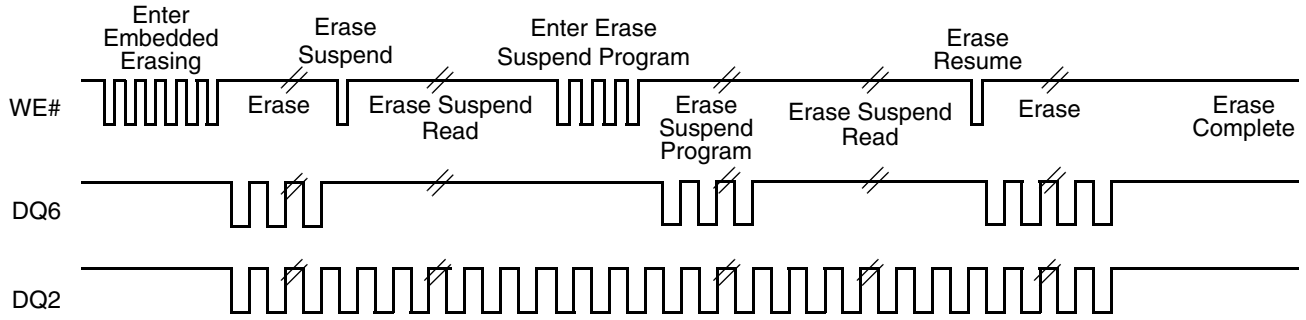 Enter
Embedded
Erasing
Erase
Suspend
Enter Erase
Suspend Program
Erase
Resume
WE#
Erase
Erase Suspend
Read
Erase
Suspend
Program
Erase Suspend
Read
Erase
Erase
Complete
DQ6
DQ2